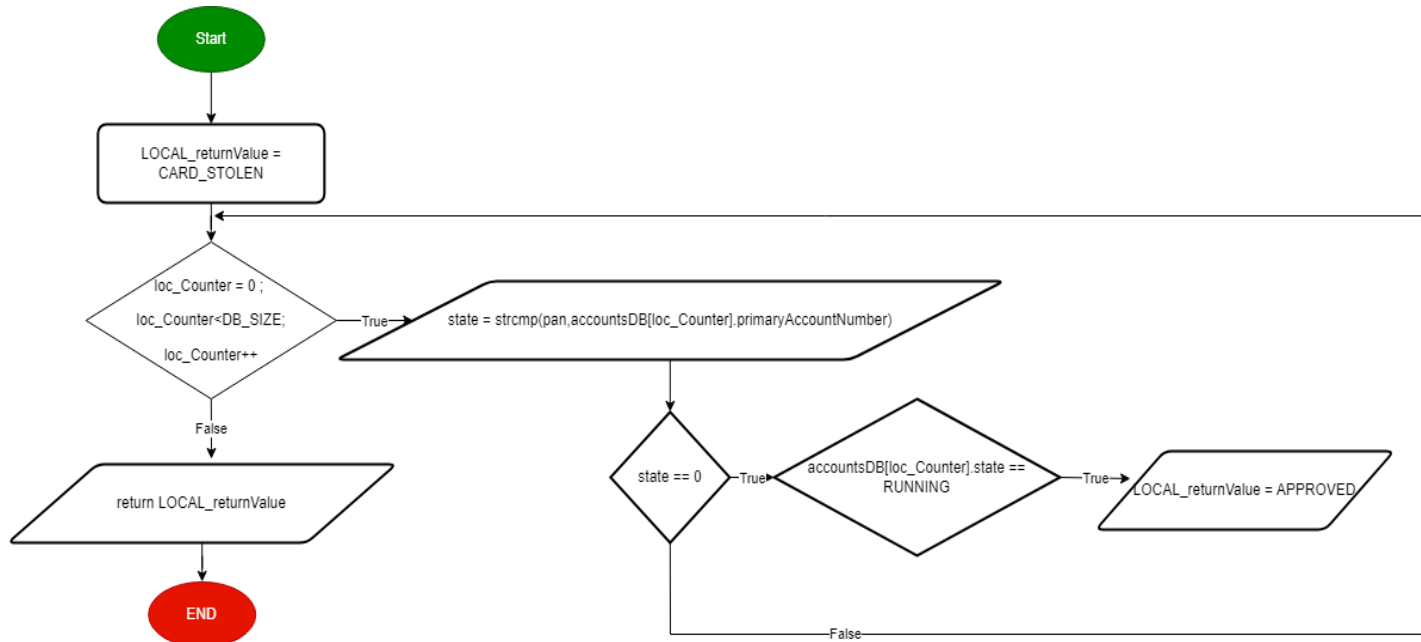 Start
LOCAL_returnValue =
CARD_STOLEN
loc_Counter = 0 ;
loc_Counter<DB_SIZE;
loc_Counter++
True
state = strcmp(pan,accountsDB[loc_Counter].primaryAccountNumber)
False
state == 0
True
accountsDB[loc_Counter].state ==
RUNNING
True
LOCAL_returnValue = APPROVED
return LOCAL_returnValue
END
False